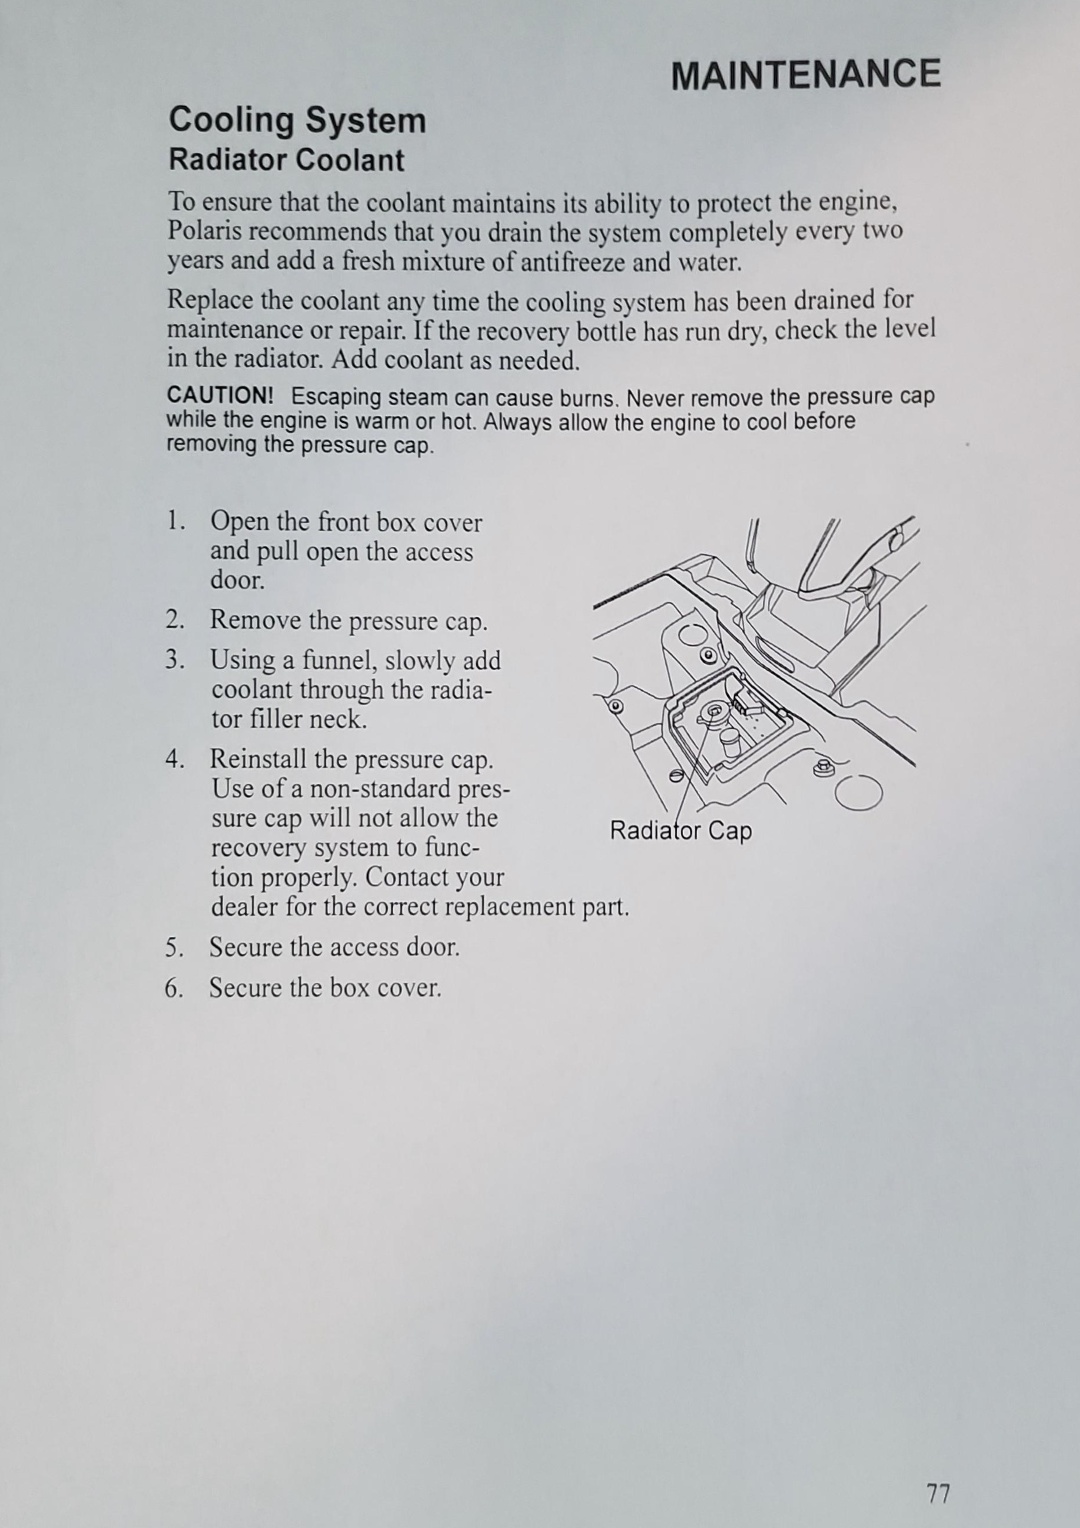 MAINTENANCE
Cooling System
Radiator Coolant
To ensure that the coolant maintains its ability to protect the engine,
Polaris recommends that you drain the system completely every two
years and add a fresh mixture of antifreeze and water.
Replace the coolant any time the cooling system has been drained for
maintenance or repair. If the recovery bottle has run dry, check the level
in the radiator. Add coolant as needed.
CAUTION! Escaping steam can cause burns. Never remove the pressure cap
while the engine is warm or hot. Always allow the engine to cool before
removing the pressure cap.
1. Open the front box cover
and pull open the access
door.
2. Remove the pressure cap.
3. Using a funnel, slowly add
coolant through the radia-
tor filler neck.
4. Reinstall the pressure cap.
Use of a non-standard pres-
sure cap will not allow the
recovery system to func-
tion properly. Contact your
dealer for the correct replacement part.
5. Secure the access door.
6. Secure the box cover.
Radiator Cap
77